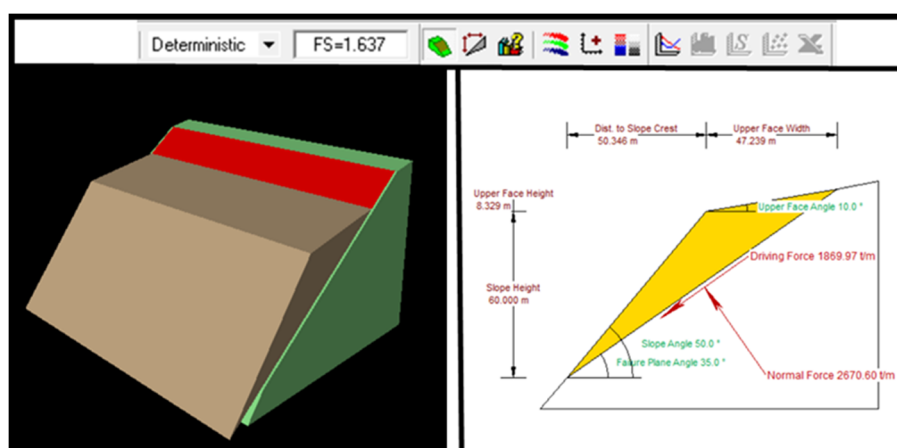 Deterministic FS=1.637
Dist. to Slope Crest
50.346 m
Upper Face Width
47.239 m
Upper Face Height
8.329 m
Upper Face Angle 10.0 °
Driving Force 1869.97 t/m
Slope Height
60.000 m
Slope Angle 50.0 °
Failure Plane Angle 35.0 °
Normal Force 2670.60 t/m